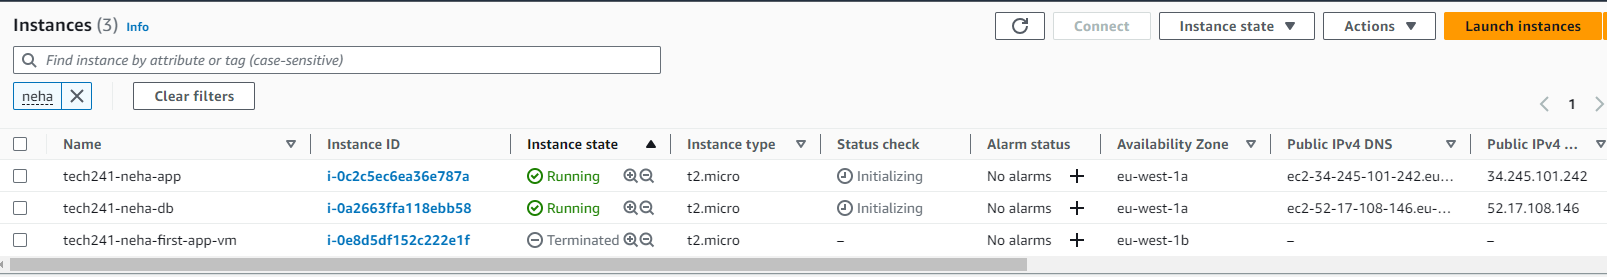 Instances (3) Info
Connect Instance state Actions Launch instances
Find instance by attribute or tag (case-sensitive)
neha Clear filters
1
Name Instance ID Instance state Instance type Status check Alarm status Availability Zone Public IPv4 DNS Public IPv4 ...
tech241-neha-app i-0c2c5ec6ea36e787a Running t2.micro Initializing No alarms eu-west-1a ec2-34-245-101-242.eu... 34.245.101.242
tech241-neha-db i-0a2663ffa118ebb58 Running t2.micro Initializing No alarms eu-west-1a ec2-52-17-108-146.eu-... 52.17.108.146
tech241-neha-first-app-vm i-0e8d5df152c222e1f Terminated t2.micro – No alarms eu-west-1b – –